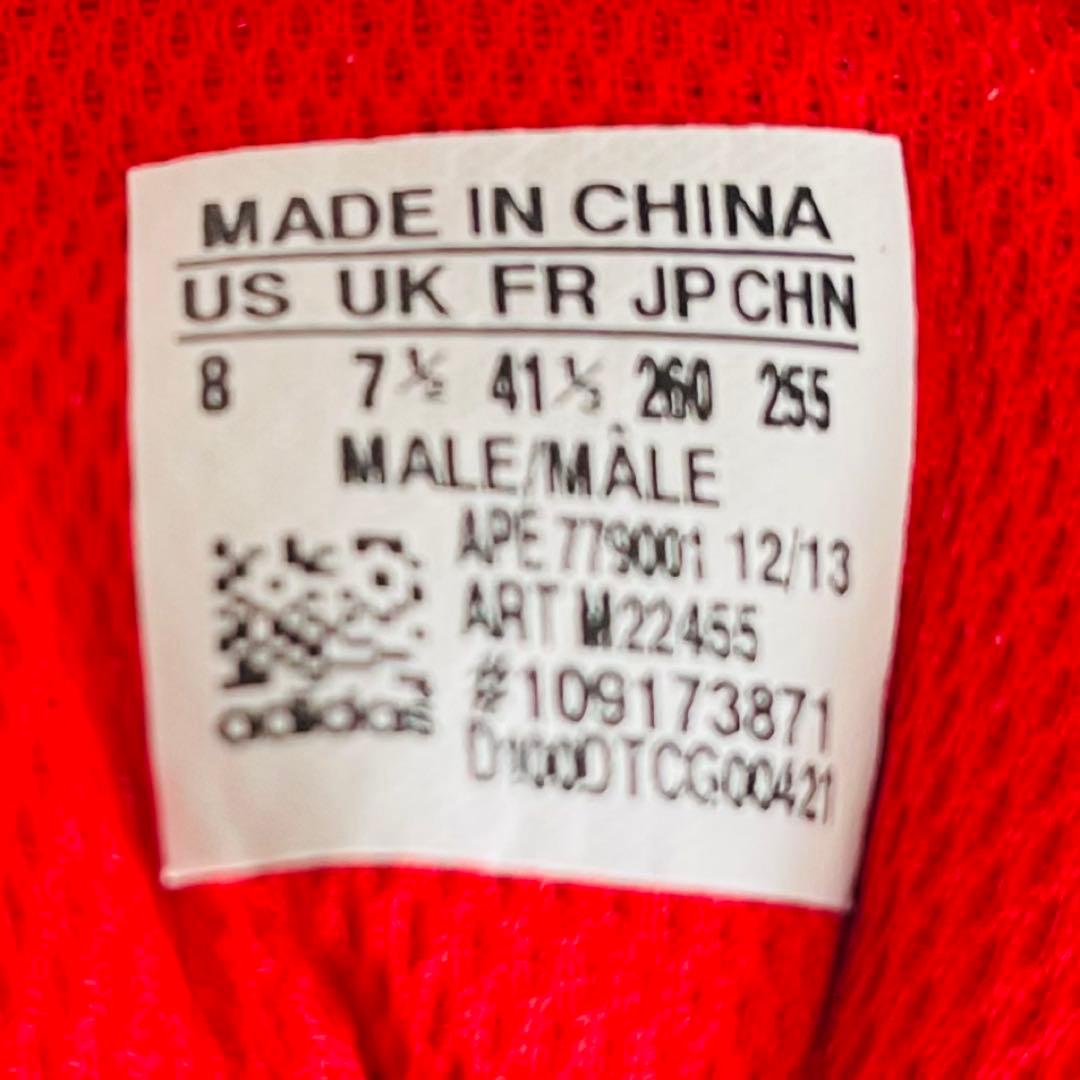 MADE IN CHINA
US UK FR JP CHN
8 7½ 41⅓ 260 255
MALE/MÂLE
APE 779001 12/13
ART M22455
#109173871
adidas